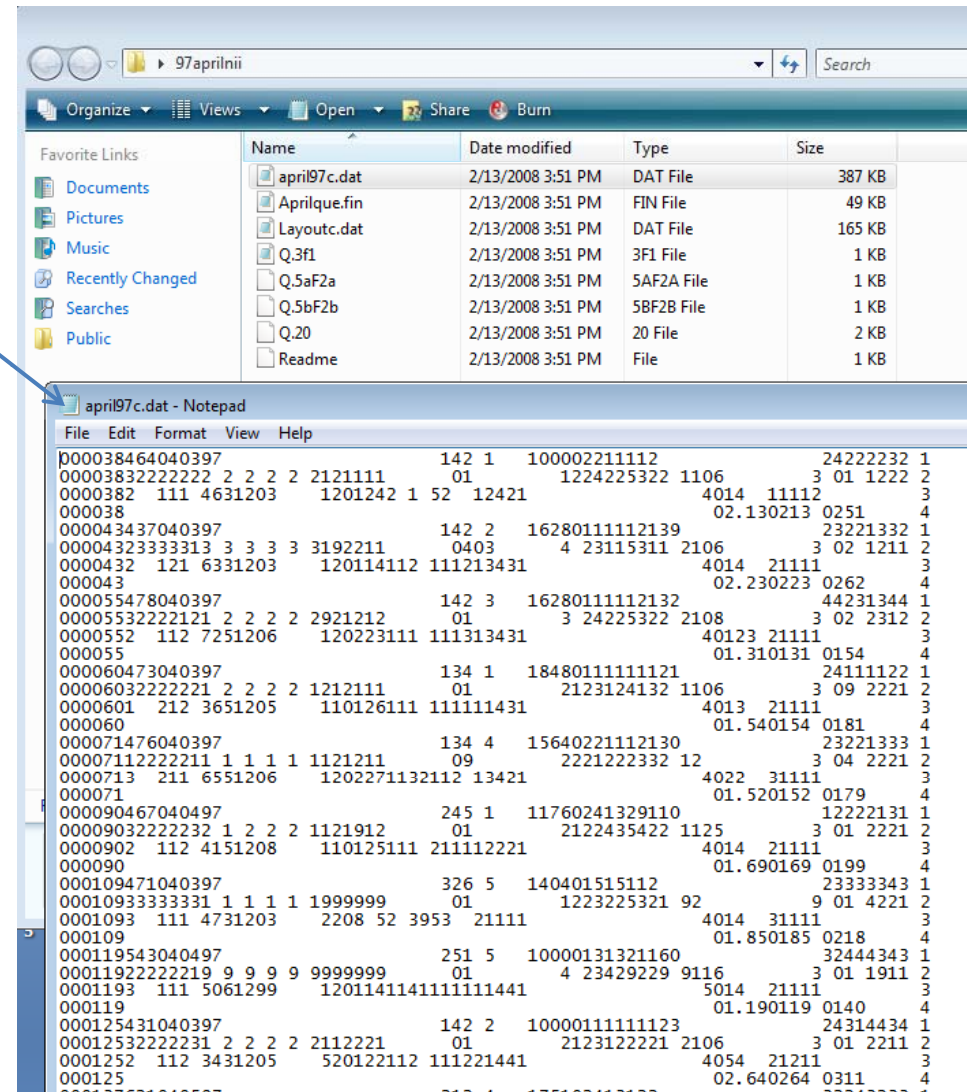 97aprilnii Search
Organize Views Open Share Burn
Favorite Links
Documents
Pictures
Music
Recently Changed
Searches
Public
Name Date modified Type Size
april97c.dat 2/13/2008 3:51 PM DAT File 387 KB
Aprilque.fin 2/13/2008 3:51 PM FIN File 49 KB
Layoutc.dat 2/13/2008 3:51 PM DAT File 165 KB
Q.3f1 2/13/2008 3:51 PM 3F1 File 1 KB
Q.5aF2a 2/13/2008 3:51 PM 5AF2A File 1 KB
Q.5bF2b 2/13/2008 3:51 PM 5BF2B File 1 KB
Q.20 2/13/2008 3:51 PM 20 File 2 KB
Readme 2/13/2008 3:51 PM File 1 KB
april97c.dat - Notepad
File Edit Format View Help
000038464040397 142 1 100002211112 24222232 1
00003832222222 2 2 2 2 2121111 01 1224225322 1106 3 01 1222 2
0000382 111 4631203 1201242 1 52 12421 4014 11112 3
000038 02.130213 0251 4
000043437040397 142 2 16280111112139 23221332 1
00004323333313 3 3 3 3 3192211 0403 4 23115311 2106 3 02 1211 2
0000432 121 6331203 120114112 111213431 4014 21111 3
000043 02.230223 0262 4
000055478040397 142 3 16280111112132 44231344 1
00005532222121 2 2 2 2 2921212 01 3 24225322 2108 3 02 2312 2
0000552 112 7251206 120223111 111313431 40123 21111 3
000055 01.310131 0154 4
000060473040397 134 1 18480111111121 24111122 1
00006032222221 2 2 2 2 1212111 01 2123124132 1106 3 09 2221 2
0000601 212 3651205 110126111 111111431 4013 21111 3
000060 01.540154 0181 4
000071476040397 134 4 15640221112130 23221333 1
00007112222211 1 1 1 1 1121211 09 2221222332 12 3 04 2221 2
0000713 211 6551206 1202271132112 13421 4022 31111 3
000071 01.520152 0179 4
000090467040497 245 1 11760241329110 12222131 1
00009032222232 1 2 2 2 1121912 01 2122435422 1125 3 01 2221 2
0000902 112 4151208 110125111 211112221 4014 21111 3
000090 01.690169 0199 4
000109471040397 326 5 140401515112 23333343 1
00010933333331 1 1 1 1 1999999 01 1223225321 92 9 01 4221 2
0001093 111 4731203 2208 52 3953 21111 4014 31111 3
000109 01.850185 0218 4
000119543040497 251 5 10000131321160 32444343 1
00011922222219 9 9 9 9 9999999 01 4 23429229 9116 3 01 1911 2
0001193 111 5061299 1201141141111111441 5014 21111 3
000119 01.190119 0140 4
000125431040397 142 2 10000111111123 24314434 1
00012532222231 2 2 2 2 2112221 01 2123122221 2106 3 01 2211 2
0001252 112 3431205 520122112 111221441 4054 21211 3
000125 02.640264 0311 4